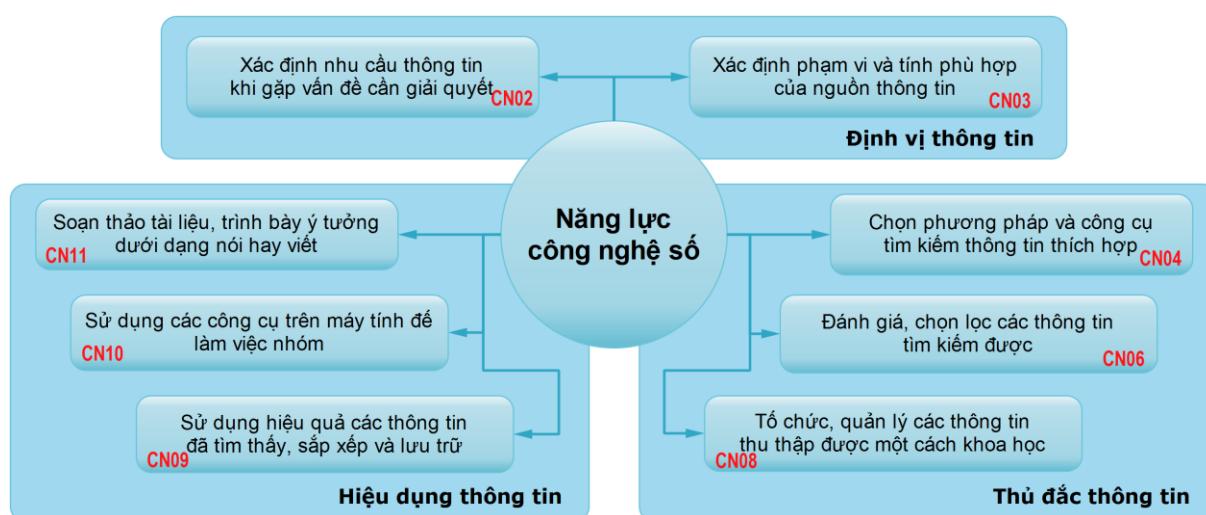 Xác định nhu cầu thông tin
khi gặp vấn đề cần giải quyết
CN02
Xác định phạm vi và tính phù hợp
của nguồn thông tin
CN03
Định vị thông tin
Năng lực
công nghệ số
Soạn thảo tài liệu, trình bày ý tưởng
dưới dạng nói hay viết
CN11
Sử dụng các công cụ trên máy tính để
làm việc nhóm
CN10
Sử dụng hiệu quả các thông tin
đã tìm thấy, sắp xếp và lưu trữ
CN09
Hiệu dụng thông tin
Chọn phương pháp và công cụ
tìm kiếm thông tin thích hợp
CN04
Đánh giá, chọn lọc các thông tin
tìm kiếm được
CN06
Tổ chức, quản lý các thông tin
thu thập được một cách khoa học
CN08
Thủ đắc thông tin